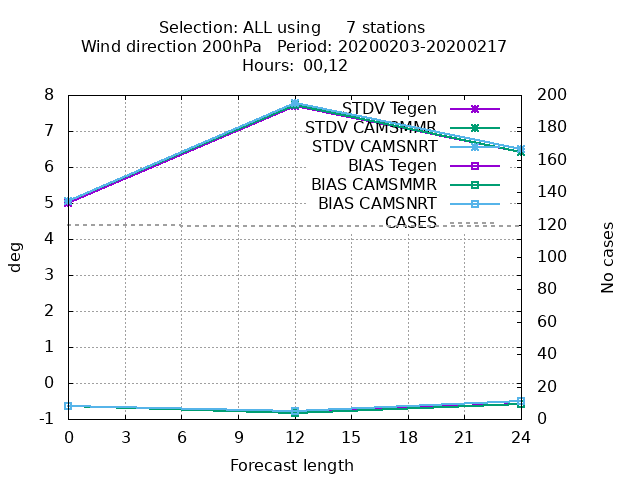 Selection: ALL using     7 stations
Wind direction 200hPa   Period: 20200203-20200217
Hours: 00,12
deg
8
7
6
5
4
3
2
1
0
-1
STDV Tegen
STDV CAMSMMR
STDV CAMSNRT
BIAS Tegen
BIAS CAMSMMR
BIAS CAMSNRT
CASES
200
180
160
140
120
100
80
60
40
20
0
No cases
0 3 6 9 12 15 18 21 24
Forecast length